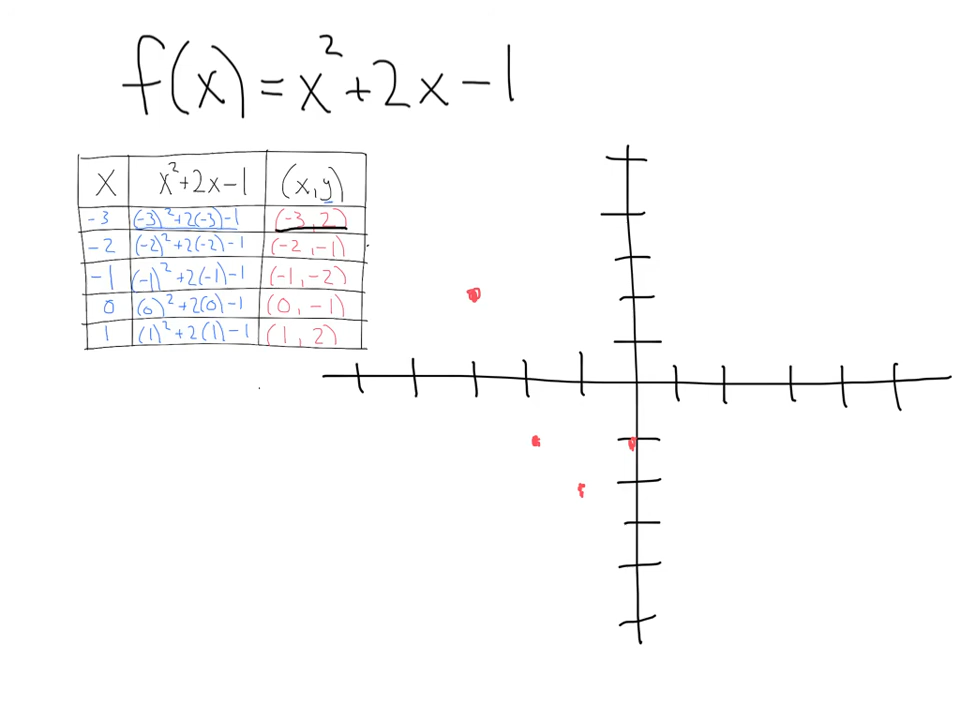 f(x) = x²+2x-1
x x²+2x-1 (x,y)
-3 (-3)²+2(-3)-1 (-3,2)
-2 (-2)²+2(-2)-1 (-2,-1)
-1 (-1)²+2(-1)-1 (-1,-2)
0 (0)²+2(0)-1 (0,-1)
1 (1)²+2(1)-1 (1,2)